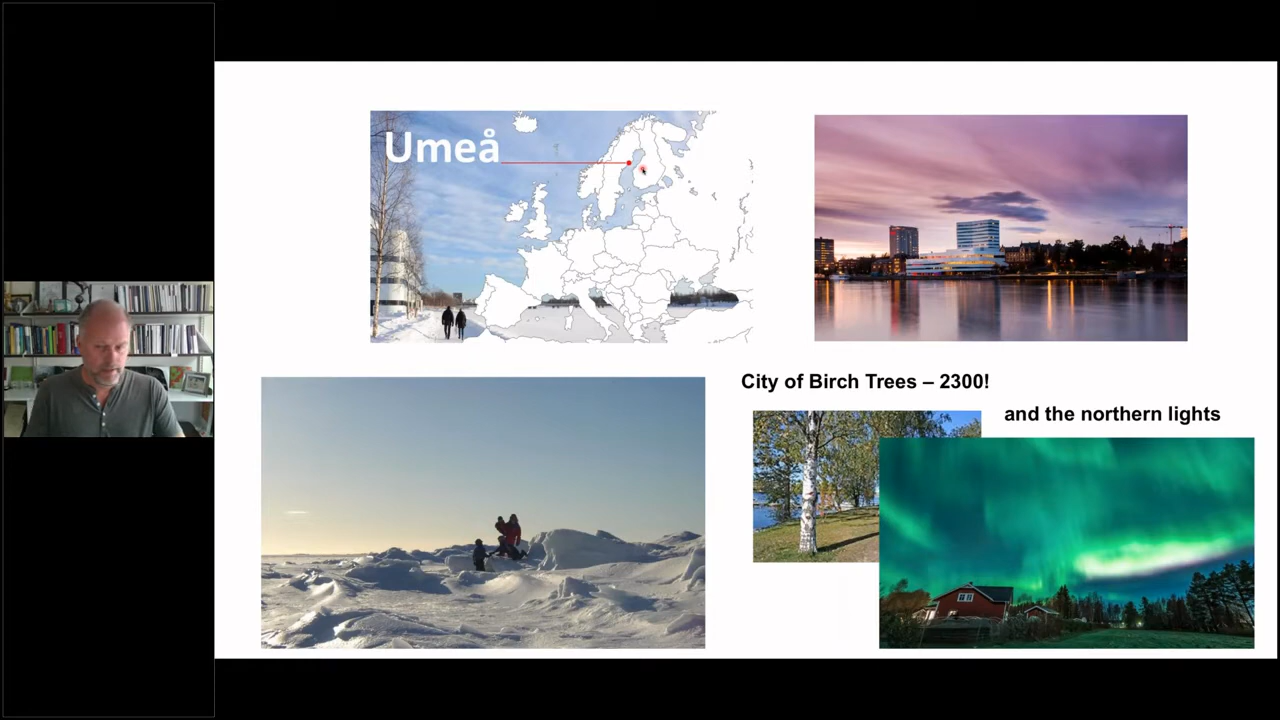 Umeå
City of Birch Trees – 2300!
and the northern lights